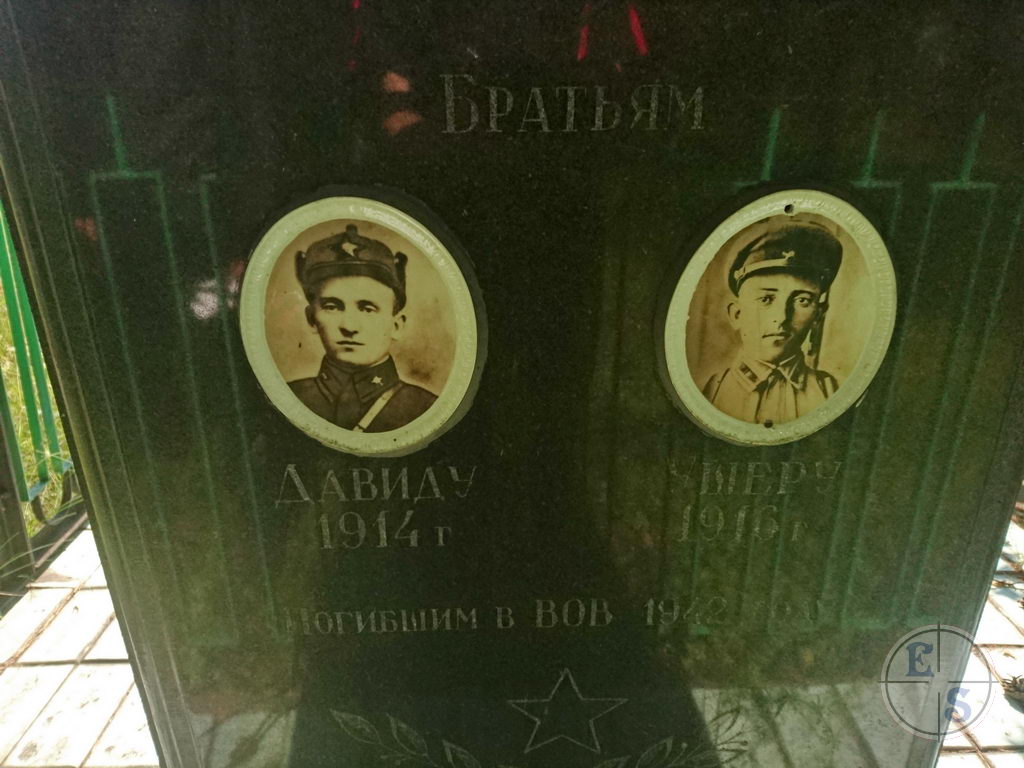 Братьям
Давиду
Ушеру
1914 г
1916 г
Погибшим в ВОВ 1942
E
S